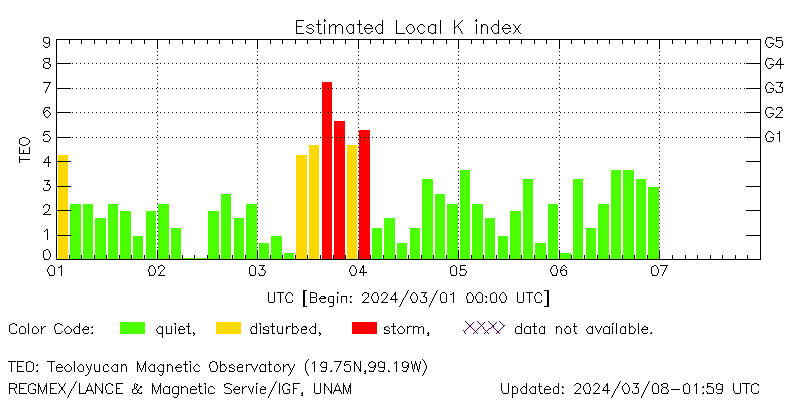 Estimated Local K index
9 G5
8 G4
7 G3
6 G2
5 G1
4
3
2
1
0
TEO
01 02 03 04 05 06 07
UTC [Begin: 2024/03/01 00:00 UTC]
Color Code: quiet, disturbed, storm, data not available.
TEO: Teoloyucan Magnetic Observatory (19.75N,99.19W)
REGMEX/LANCE & Magnetic Servie/IGF, UNAM Updated: 2024/03/08-01:59 UTC